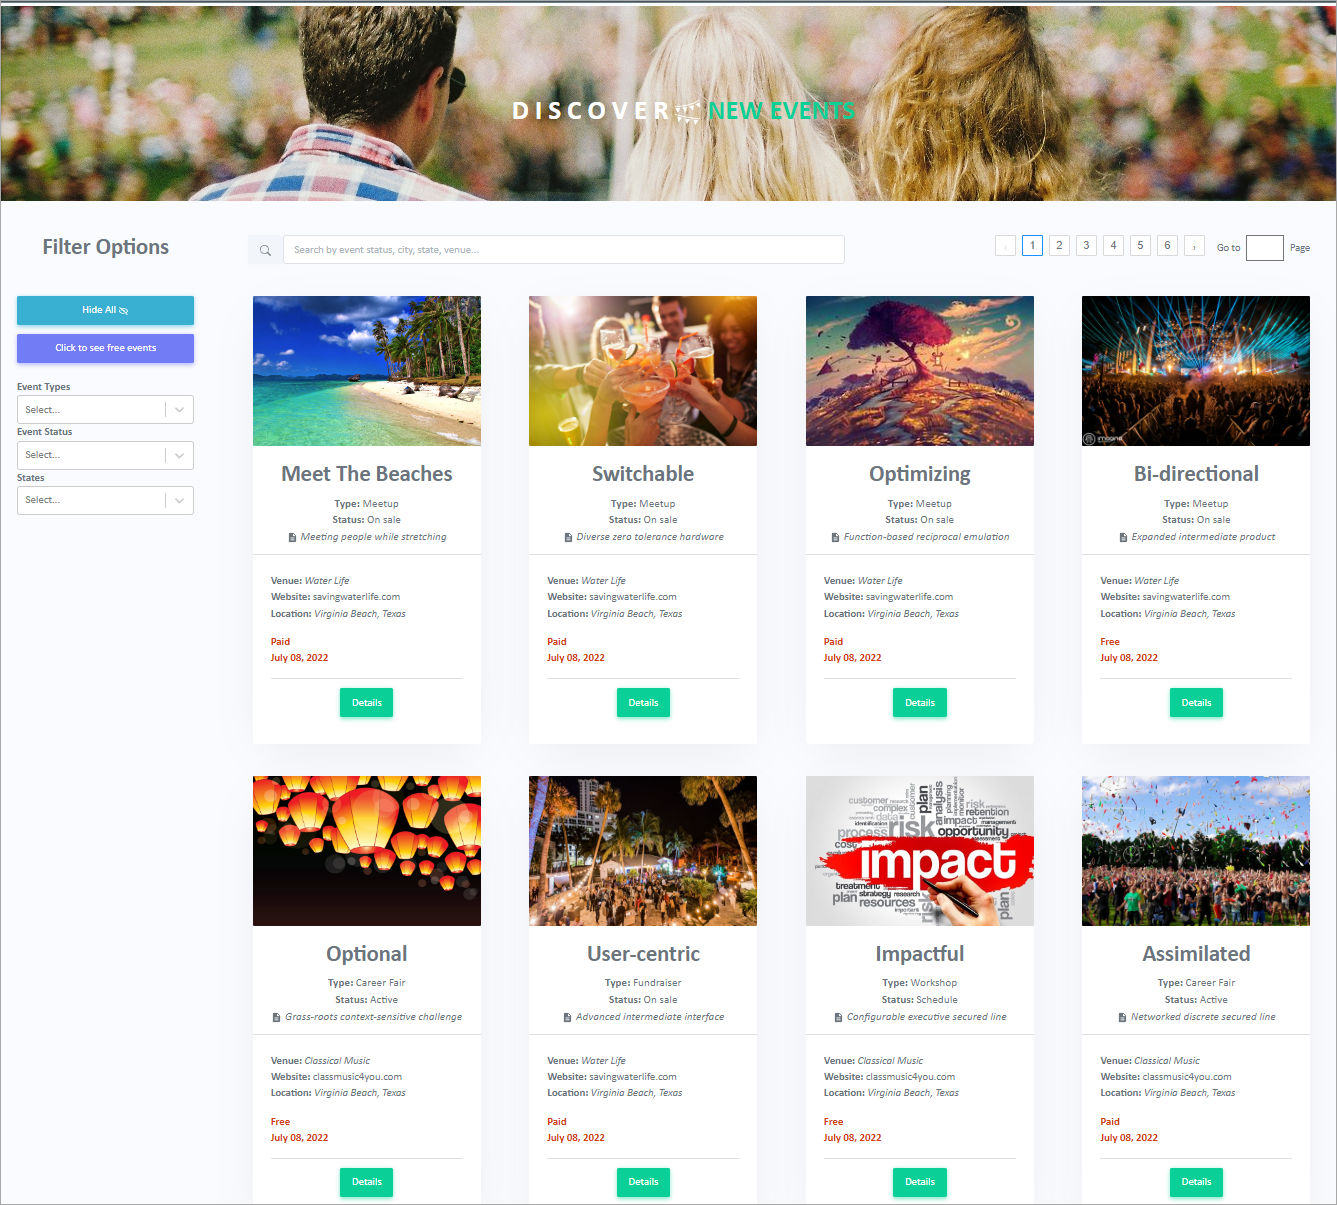 DISCOVER NEW EVENTS
Filter Options
Search by event status, city, state, venue...
‹ 1 2 3 4 5 6 › Go to Page
Hide All
Click to see free events
Event Types
Select...
Event Status
Select...
States
Select...
Meet The Beaches
Type: Meetup
Status: On sale
Meeting people while stretching
Venue: Water Life
Website: savingwaterlife.com
Location: Virginia Beach, Texas
Paid
July 08, 2022
Details
Switchable
Type: Meetup
Status: On sale
Diverse zero tolerance hardware
Venue: Water Life
Website: savingwaterlife.com
Location: Virginia Beach, Texas
Paid
July 08, 2022
Details
Optimizing
Type: Meetup
Status: On sale
Function-based reciprocal emulation
Venue: Water Life
Website: savingwaterlife.com
Location: Virginia Beach, Texas
Paid
July 08, 2022
Details
Bi-directional
Type: Meetup
Status: On sale
Expanded intermediate product
Venue: Water Life
Website: savingwaterlife.com
Location: Virginia Beach, Texas
Free
July 08, 2022
Details
Optional
Type: Career Fair
Status: Active
Grass-roots context-sensitive challenge
Venue: Classical Music
Website: classmusic4you.com
Location: Virginia Beach, Texas
Free
July 08, 2022
Details
User-centric
Type: Fundraiser
Status: On sale
Advanced intermediate interface
Venue: Water Life
Website: savingwaterlife.com
Location: Virginia Beach, Texas
Paid
July 08, 2022
Details
customer research
complex
data
identification
process
risk
cost
customer
plan
analysis
planning
monitor
risk
retention
impact management
opportunity
impact
treatment
strategy research
plan
resources
important
risk
plan
Impactful
Type: Workshop
Status: Schedule
Configurable executive secured line
Venue: Classical Music
Website: classmusic4you.com
Location: Virginia Beach, Texas
Free
July 08, 2022
Details
Assimilated
Type: Career Fair
Status: Active
Networked discrete secured line
Venue: Classical Music
Website: classmusic4you.com
Location: Virginia Beach, Texas
Paid
July 08, 2022
Details